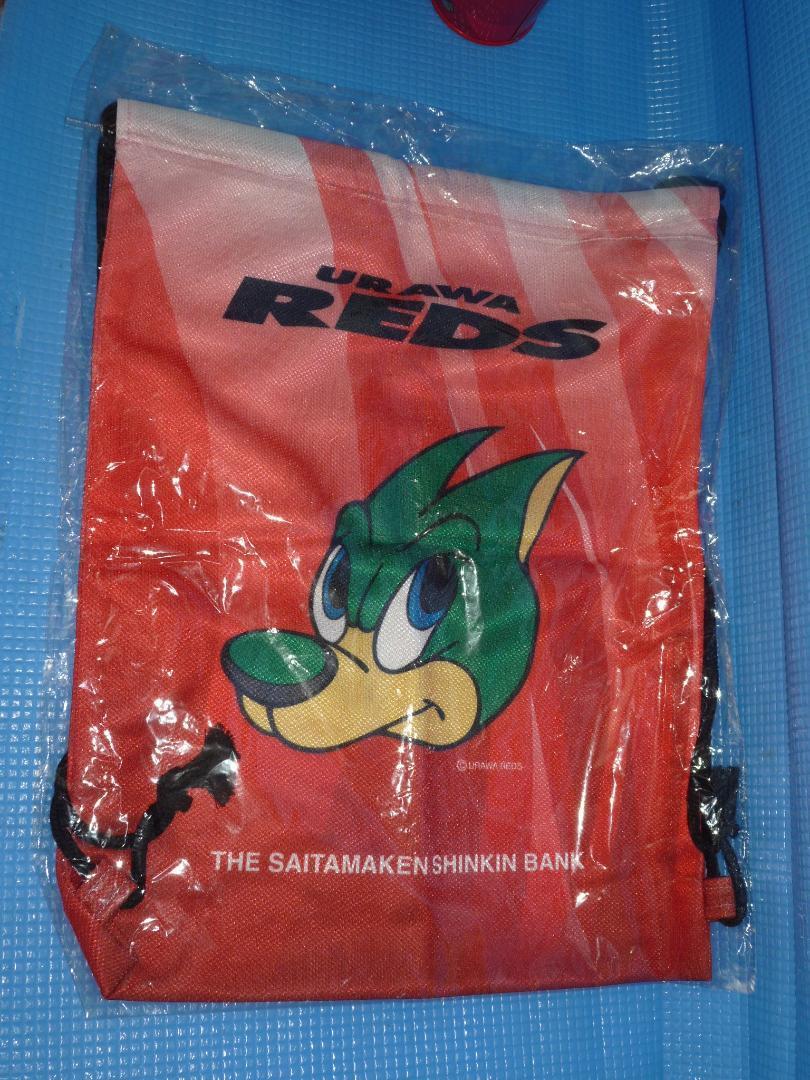 URAWA
REDS
©URAWA REDS
THE SAITAMAKEN SHINKIN BANK